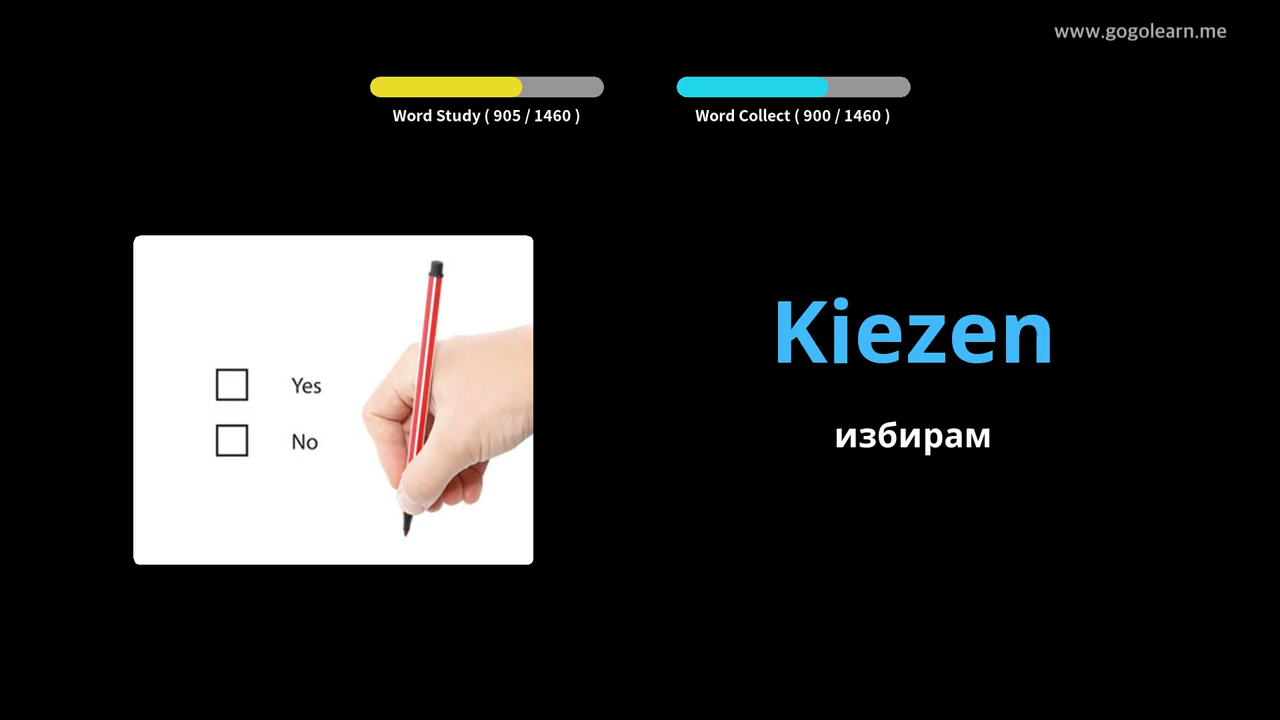 www.gogolearn.me
Word Study ( 905 / 1460 )
Word Collect ( 900 / 1460 )
Yes
No
Kiezen
избирам